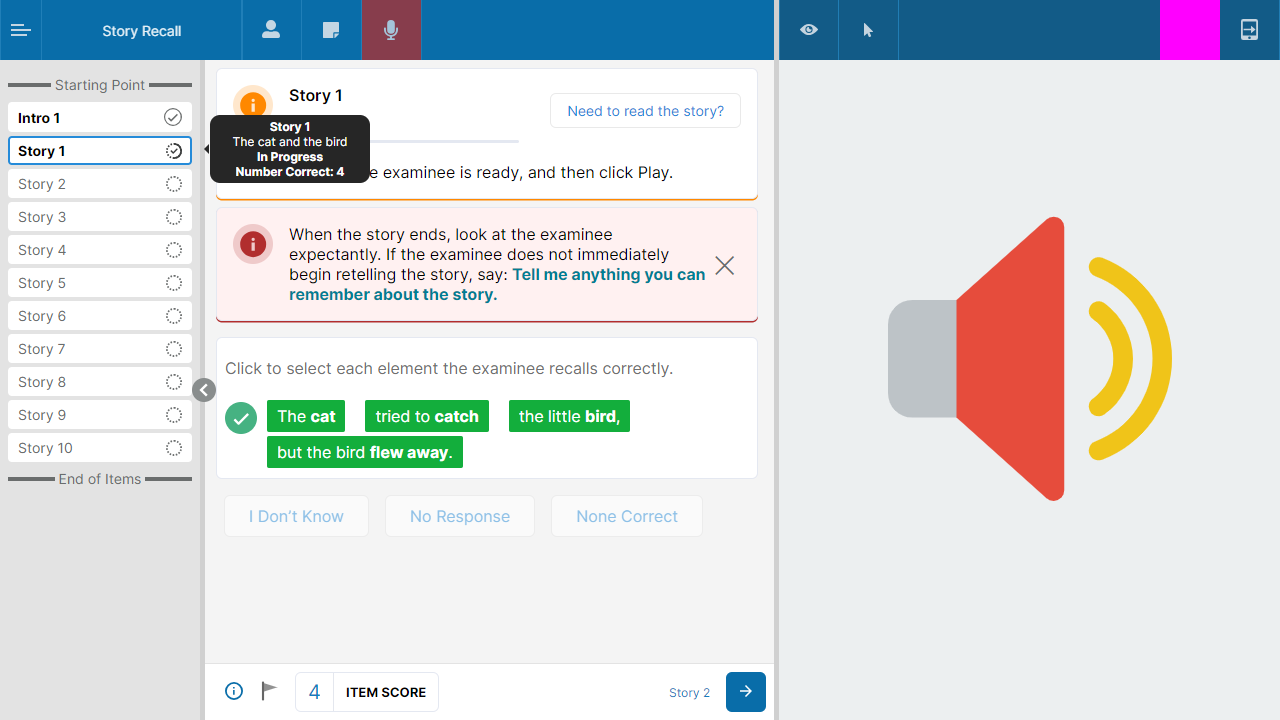 Story Recall
Starting Point
Intro 1
Story 1
Story 2
Story 3
Story 4
Story 5
Story 6
Story 7
Story 8
Story 9
Story 10
End of Items
Story 1
The cat and the bird
In Progress
Number Correct: 4
Story 1
Need to read the story?
e examinee is ready, and then click Play.
When the story ends, look at the examinee
expectantly. If the examinee does not immediately
begin retelling the story, say: Tell me anything you can
remember about the story.
Click to select each element the examinee recalls correctly.
The cat tried to catch the little bird,
but the bird flew away.
I Don’t Know No Response None Correct
4 ITEM SCORE
Story 2